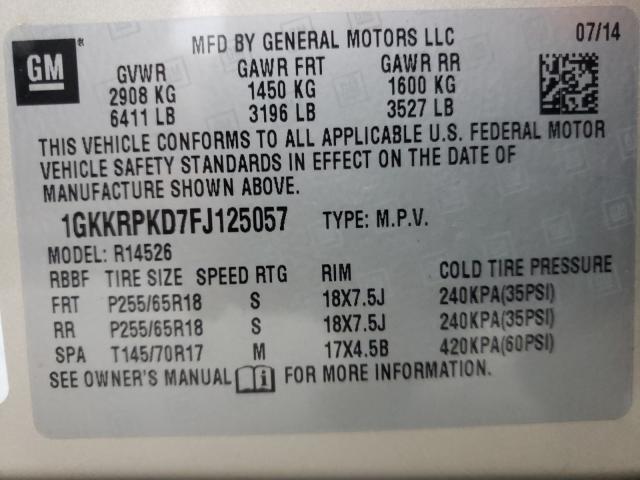 GM
MFD BY GENERAL MOTORS LLC 07/14
GVWR GAWR FRT GAWR RR
2908 KG 1450 KG 1600 KG
6411 LB 3196 LB 3527 LB
THIS VEHICLE CONFORMS TO ALL APPLICABLE U.S. FEDERAL MOTOR
VEHICLE SAFETY STANDARDS IN EFFECT ON THE DATE OF
MANUFACTURE SHOWN ABOVE.
1GKKRPKD7FJ125057 TYPE: M.P.V.
MODEL: R14526
RBBF TIRE SIZE SPEED RTG RIM COLD TIRE PRESSURE
FRT P255/65R18 S 18X7.5J 240KPA(35PSI)
RR P255/65R18 S 18X7.5J 240KPA(35PSI)
SPA T145/70R17 M 17X4.5B 420KPA(60PSI)
SEE OWNER'S MANUAL i FOR MORE INFORMATION.